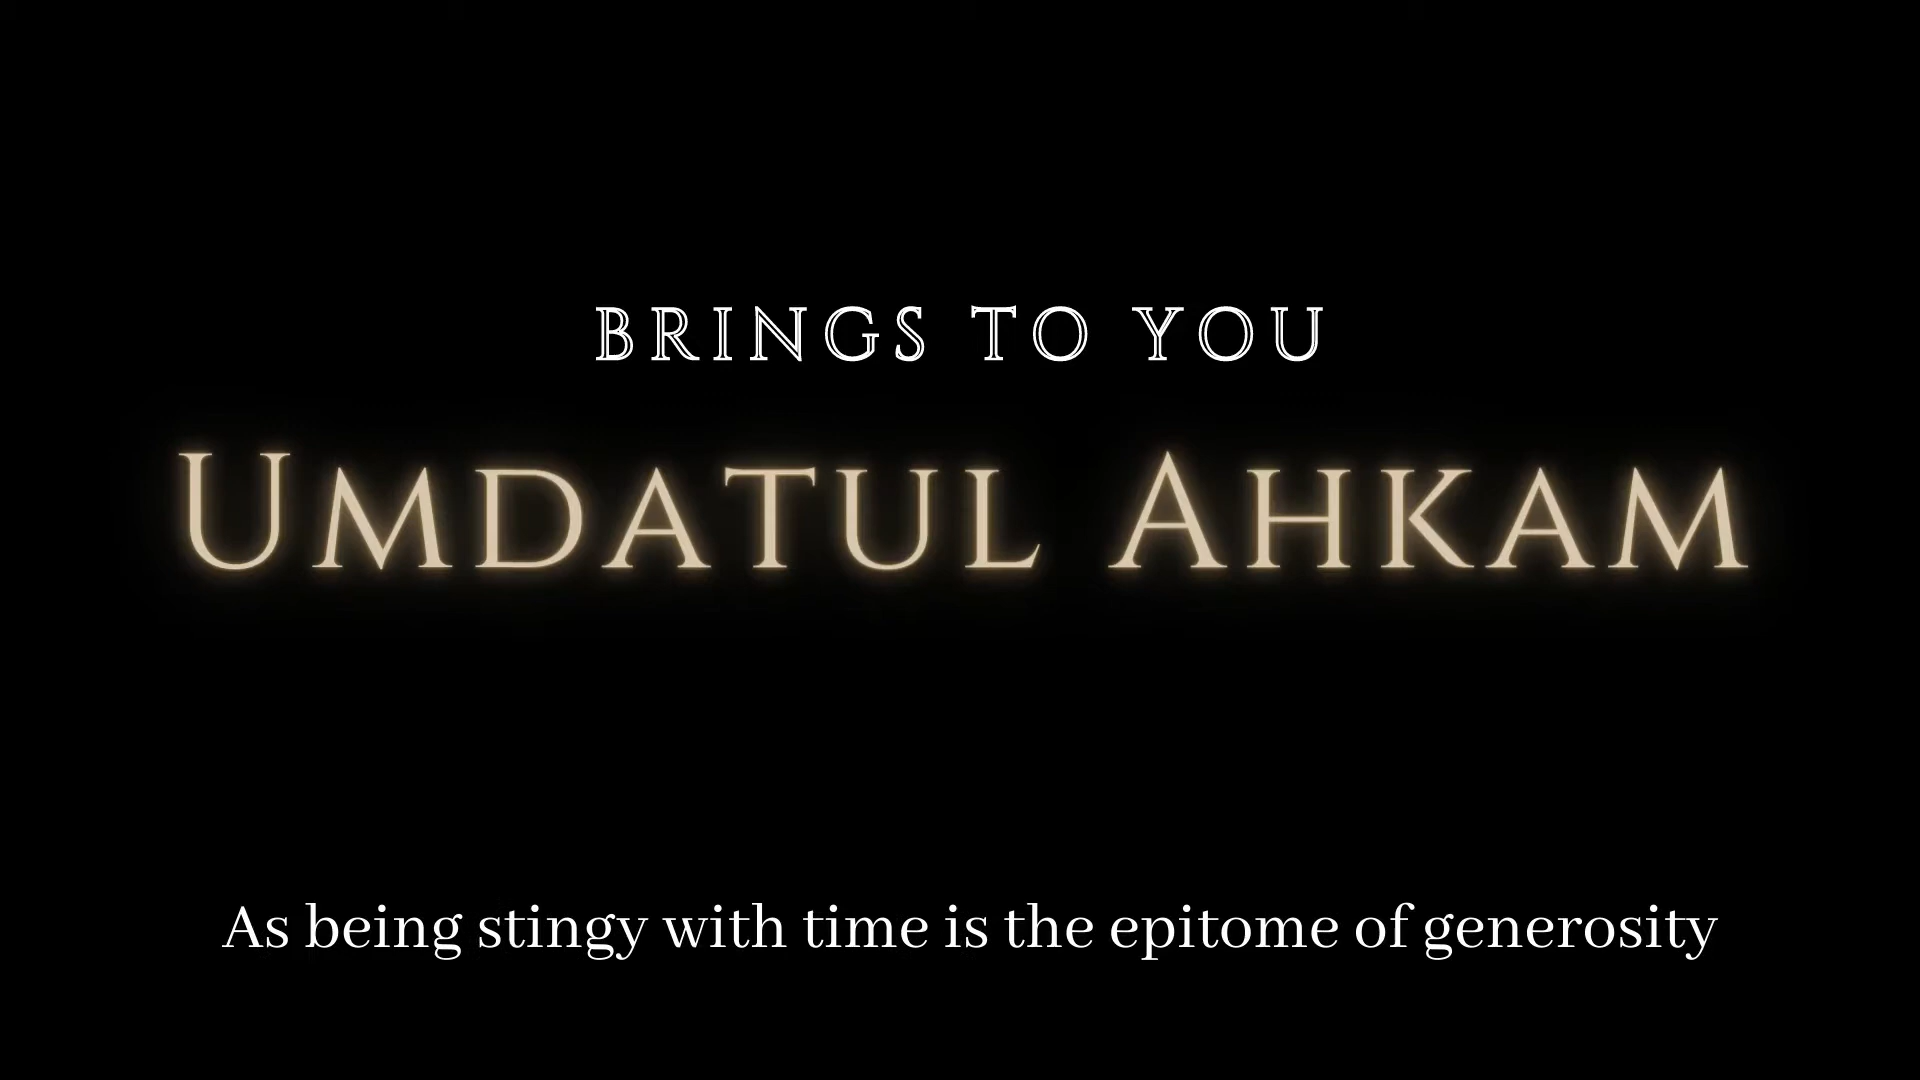 BRINGS TO YOU
UMDATUL AHKAM
As being stingy with time is the epitome of generosity